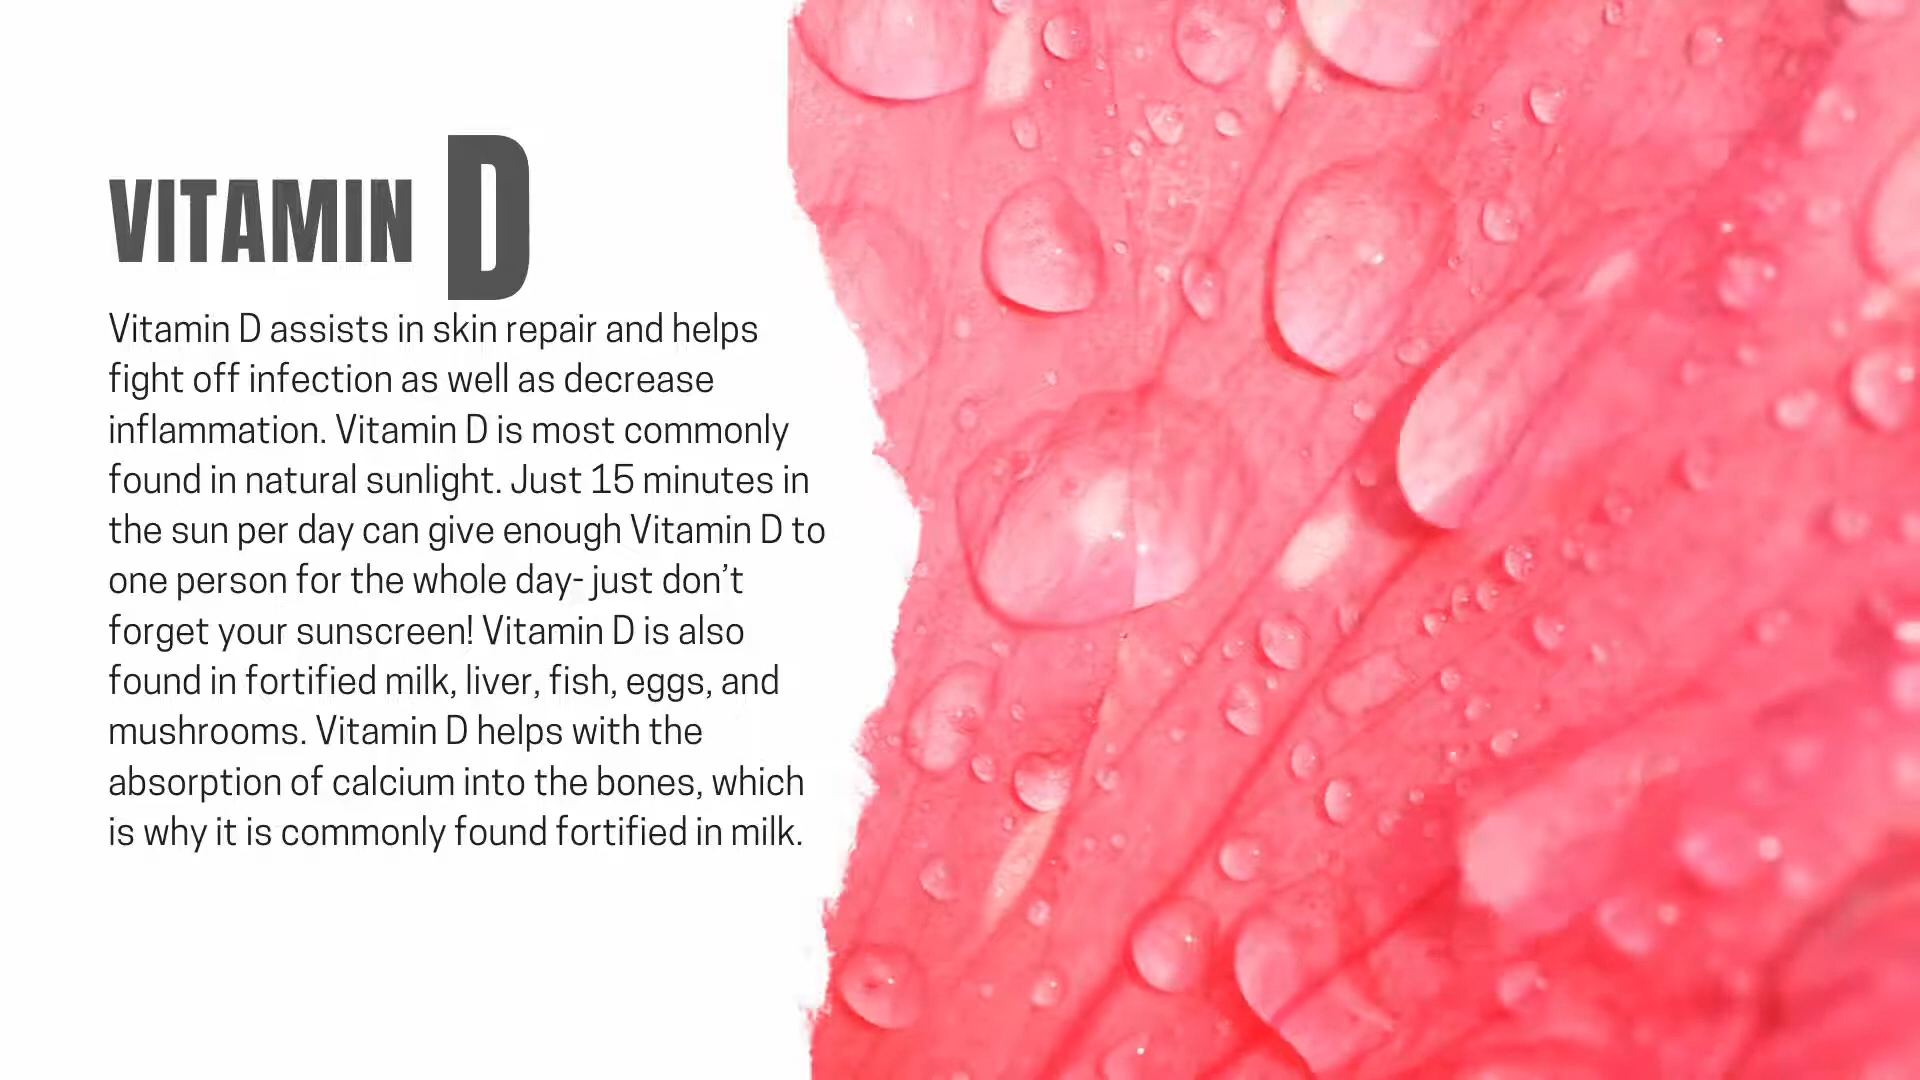 VITAMIN D
Vitamin D assists in skin repair and helps
fight off infection as well as decrease
inflammation. Vitamin D is most commonly
found in natural sunlight. Just 15 minutes in
the sun per day can give enough Vitamin D to
one person for the whole day- just don’t
forget your sunscreen! Vitamin D is also
found in fortified milk, liver, fish, eggs, and
mushrooms. Vitamin D helps with the
absorption of calcium into the bones, which
is why it is commonly found fortified in milk.